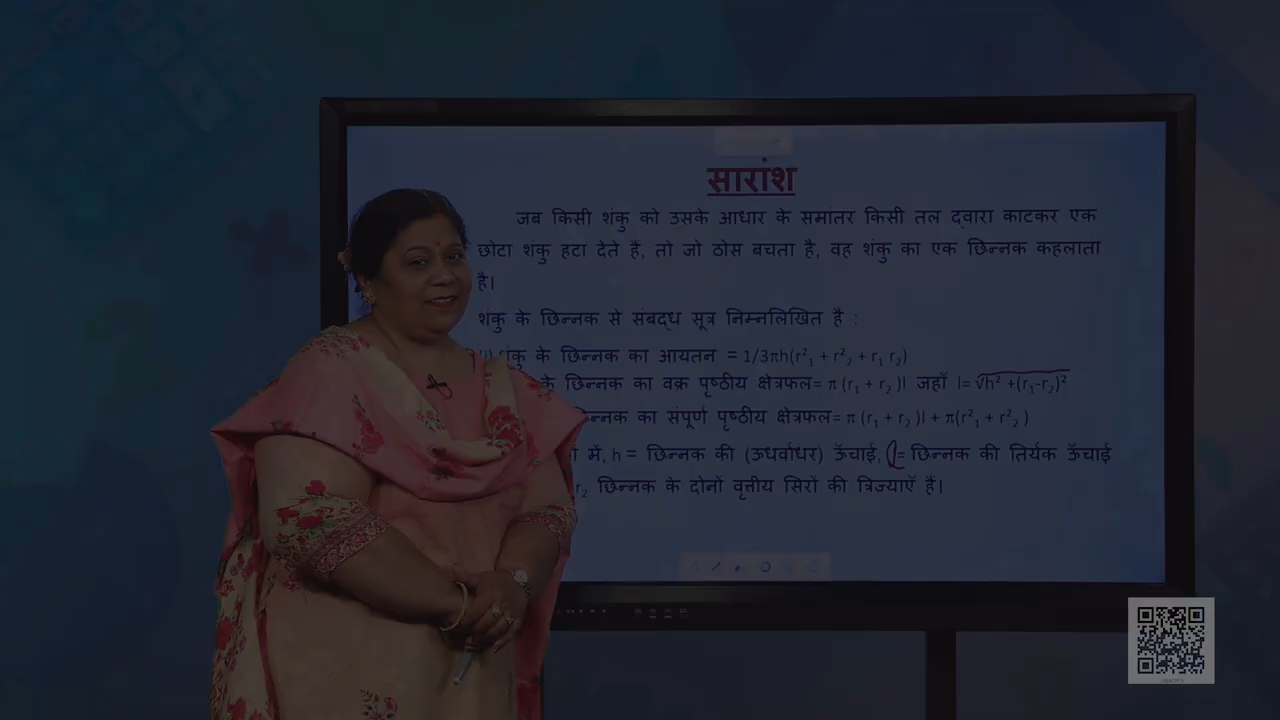 सारांश
जब किसी शंकु को उसके आधार के समांतर किसी तल द्वारा काटकर एक
छोटा शंकु हटा देते हैं, तो जो ठोस बचता है, वह शंकु का एक छिन्नक कहलाता
है।
शंकु के छिन्नक से संबद्ध सूत्र निम्नलिखित हैं :
(i) शंकु के छिन्नक का आयतन = 1/3πh(r²₁ + r²₂ + r₁ r₂)
के छिन्नक का वक्र पृष्ठीय क्षेत्रफल= π (r₁ + r₂ )l जहाँ l= √h² +(r₁-r₂)²
छिन्नक का संपूर्ण पृष्ठीय क्षेत्रफल= π (r₁ + r₂ )l + π(r²₁ + r²₂ )
में, h = छिन्नक की (ऊर्ध्वाधर) ऊँचाई, l= छिन्नक की तिर्यक ऊँचाई
r₂ छिन्नक के दोनों वृत्तीय सिरों की त्रिज्याएँ हैं।